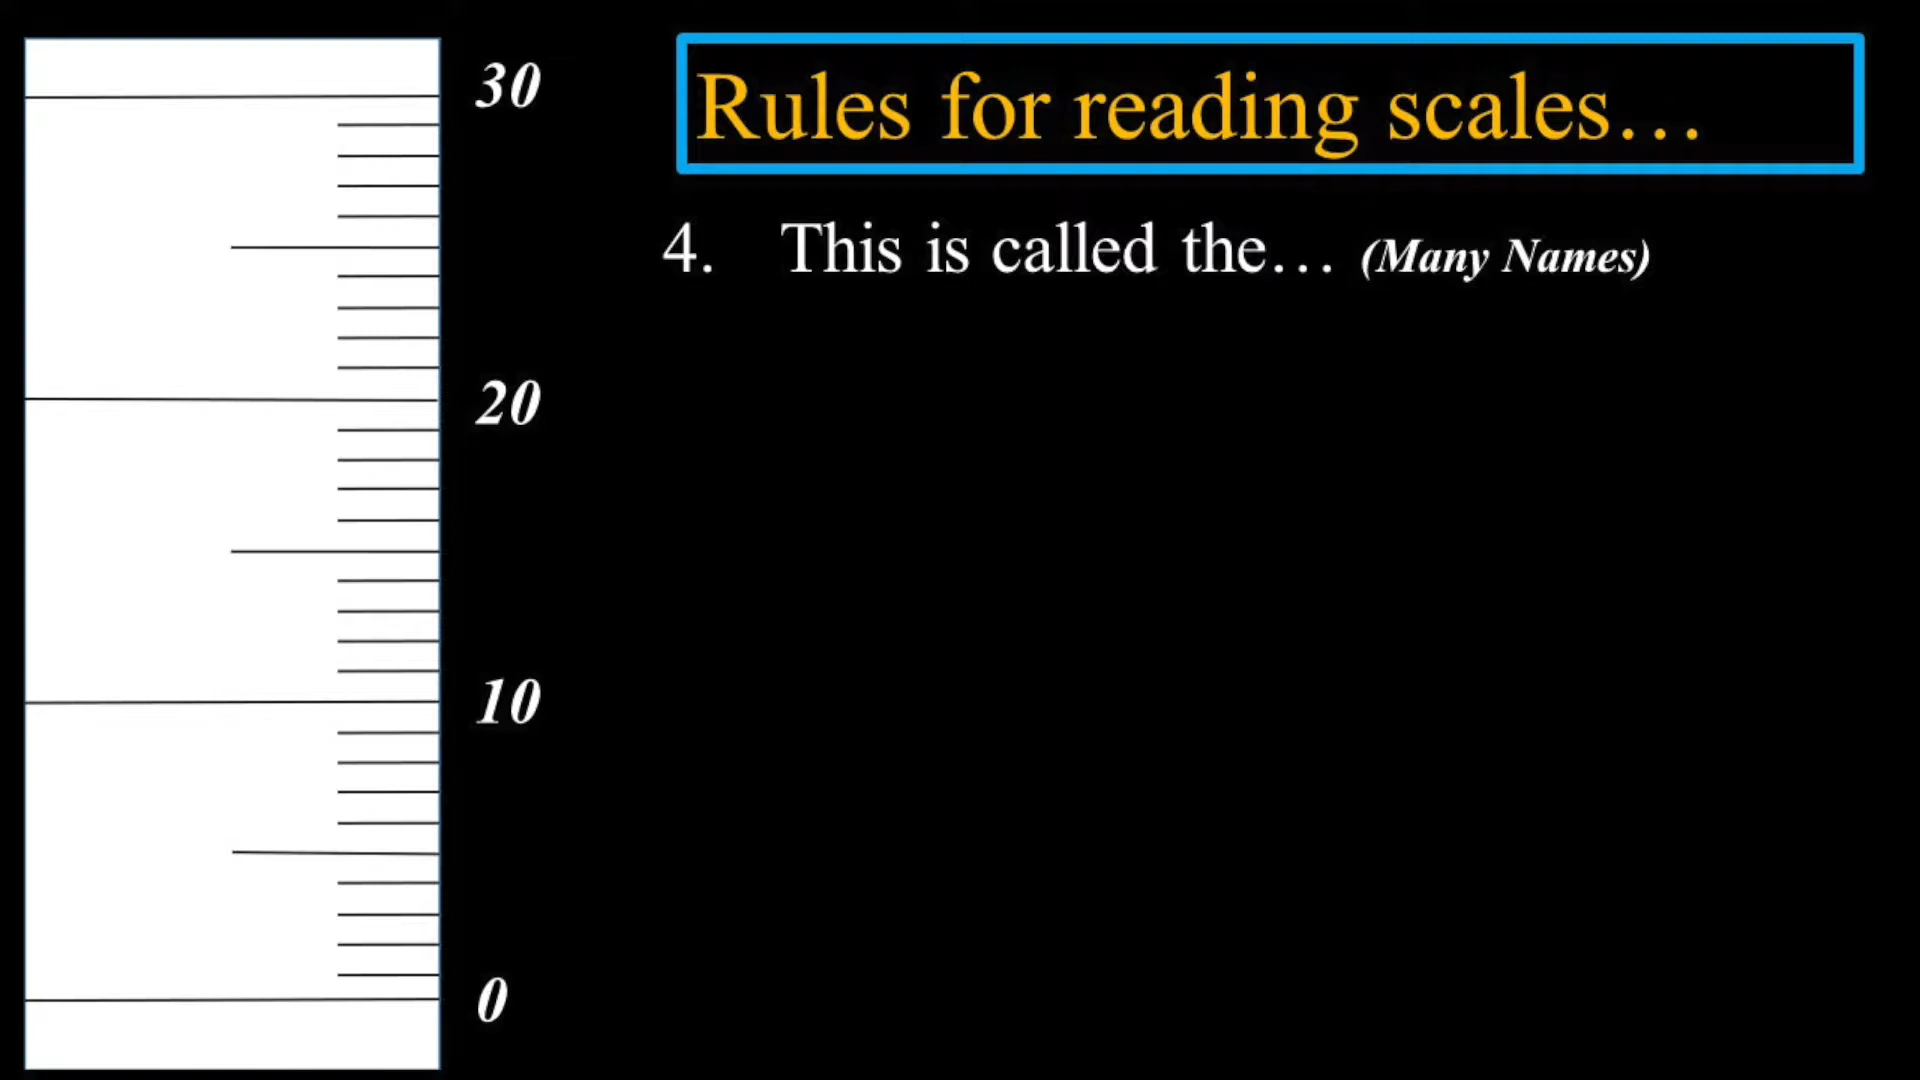 Rules for reading scales…
4. This is called the… (Many Names)
30
20
10
0